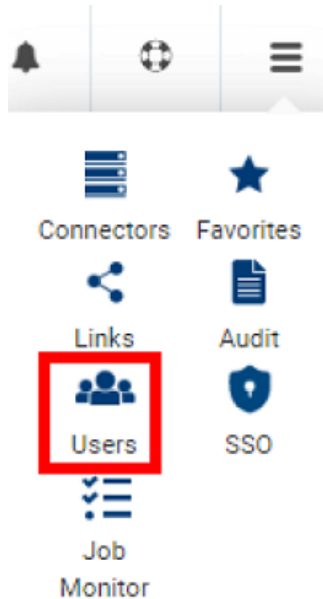 Connectors
Favorites
Links
Audit
Users
SSO
Job
Monitor